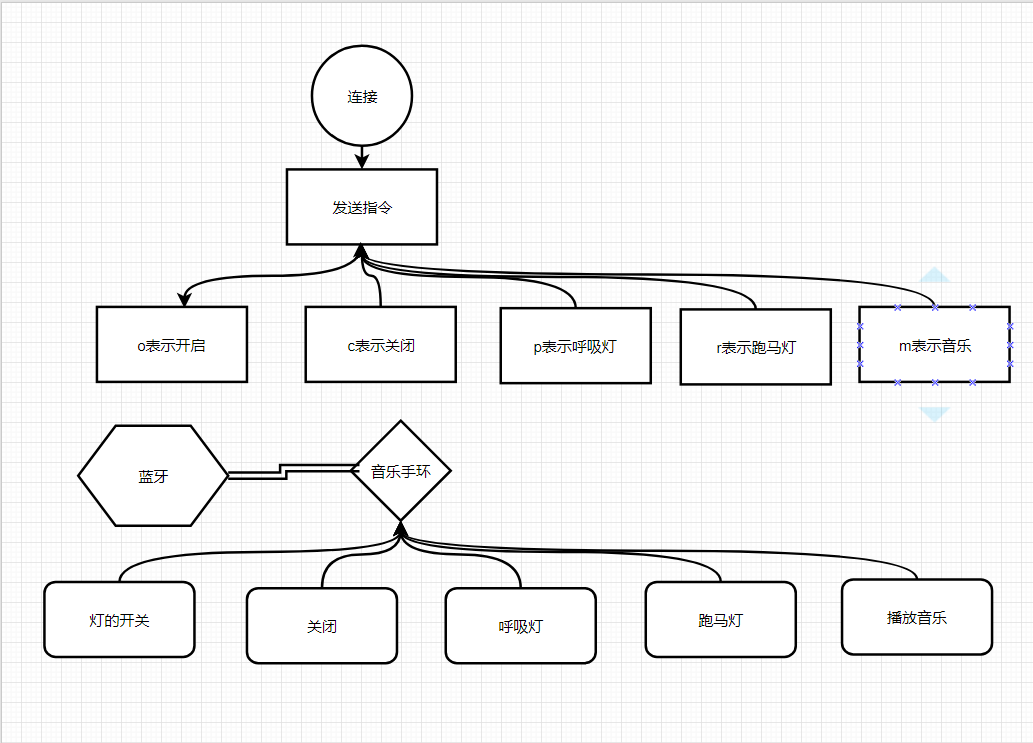 连接
发送指令
o表示开启
c表示关闭
p表示呼吸灯
r表示跑马灯
m表示音乐
蓝牙
音乐手环
灯的开关
关闭
呼吸灯
跑马灯
播放音乐